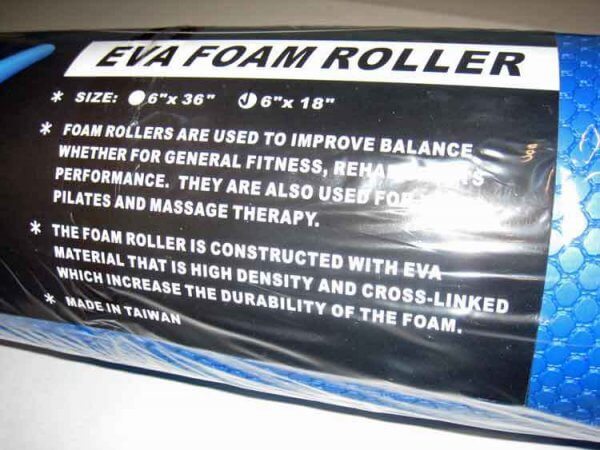 EVA FOAM ROLLER
* SIZE: 6"x 36" 6"x 18"
* FOAM ROLLERS ARE USED TO IMPROVE BALANCE
WHETHER FOR GENERAL FITNESS,
PERFORMANCE. THEY ARE ALSO USED FOR
PILATES AND MASSAGE THERAPY.
* THE FOAM ROLLER IS CONSTRUCTED WITH EVA
MATERIAL THAT IS HIGH DENSITY AND CROSS-LINKED
WHICH INCREASE THE DURABILITY OF THE FOAM.
* MADE IN TAIWAN